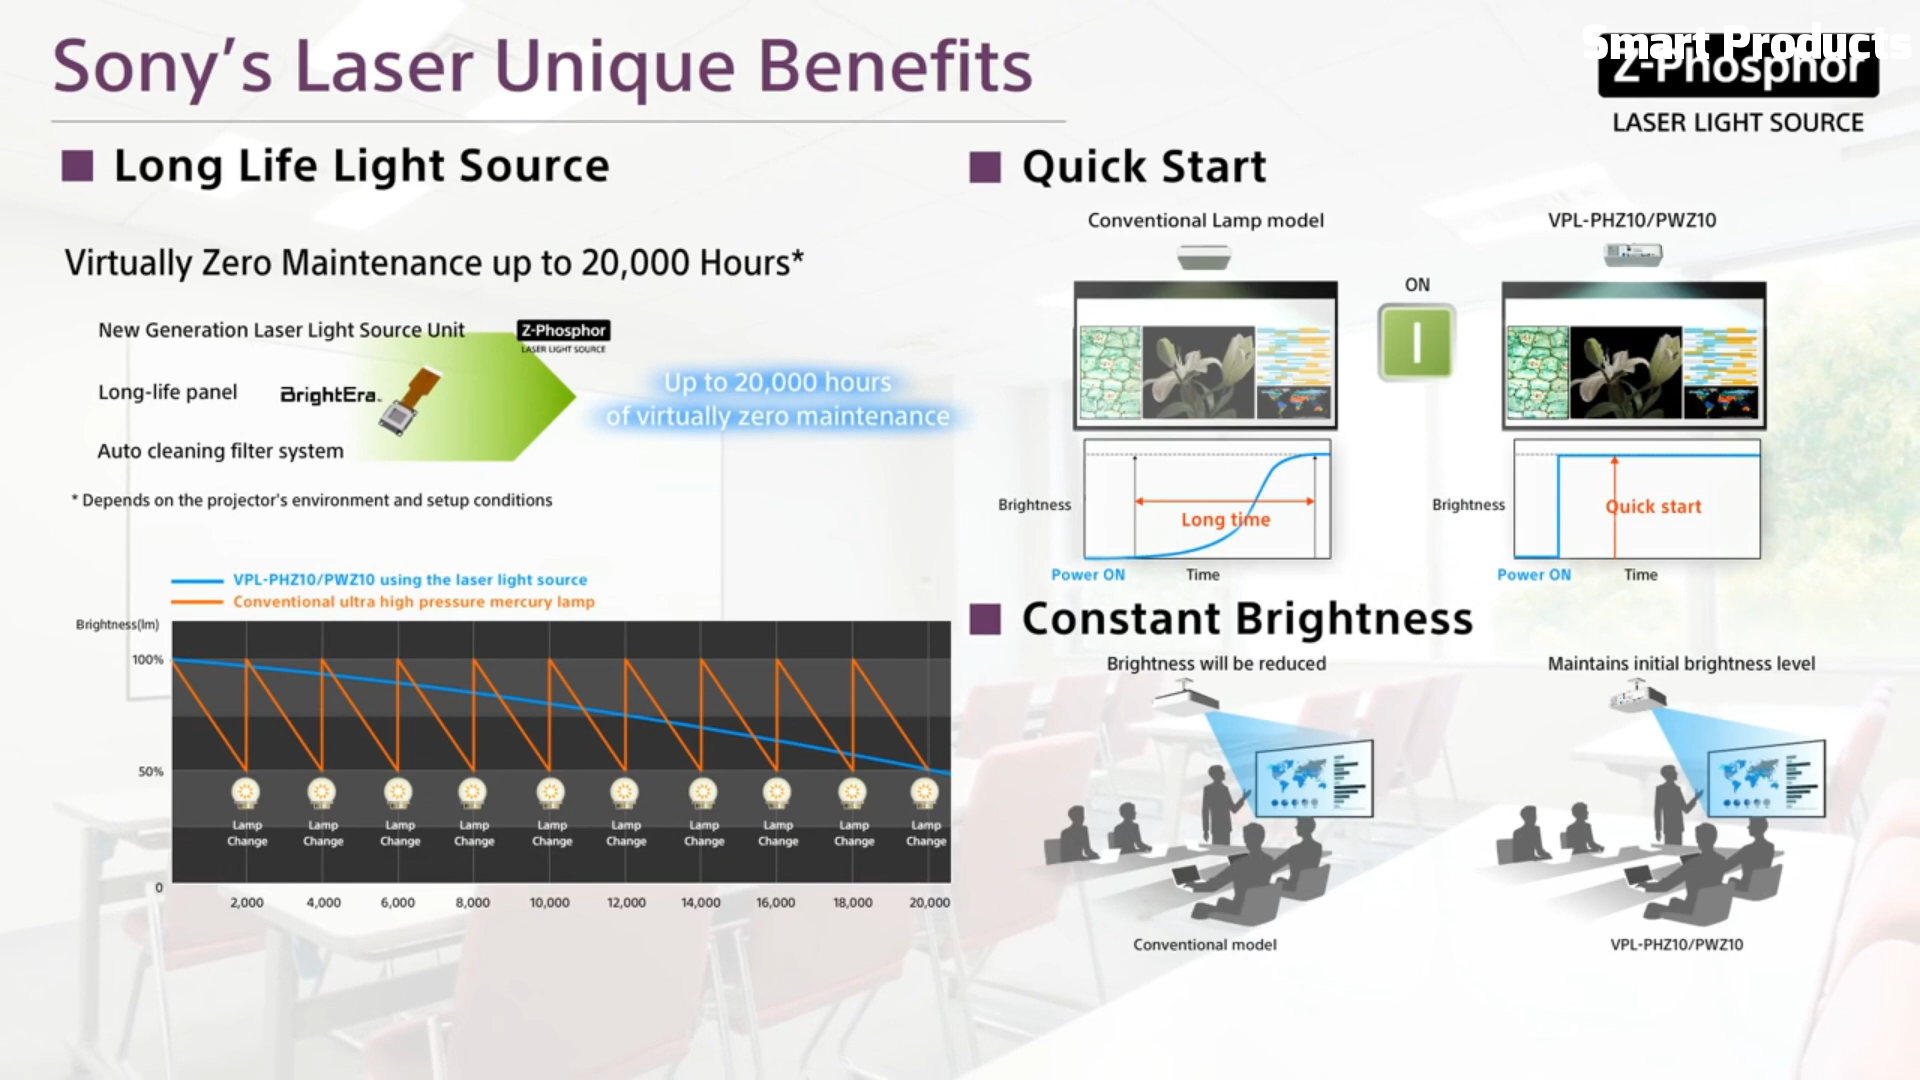 Sony's Laser Unique Benefits
Smart Products
Z-Phosphor
LASER LIGHT SOURCE
Long Life Light Source
Virtually Zero Maintenance up to 20,000 Hours*
New Generation Laser Light Source Unit
Z-Phosphor
LASER LIGHT SOURCE
Long-life panel
BrightEra™
Auto cleaning filter system
Up to 20,000 hours
of virtually zero maintenance
* Depends on the projector's environment and setup conditions
VPL-PHZ10/PWZ10 using the laser light source
Conventional ultra high pressure mercury lamp
Brightness(lm)
100%
50%
0
Lamp Change
Lamp Change
Lamp Change
Lamp Change
Lamp Change
Lamp Change
Lamp Change
Lamp Change
Lamp Change
Lamp Change
2,000 4,000 6,000 8,000 10,000 12,000 14,000 16,000 18,000 20,000
Quick Start
Conventional Lamp model
VPL-PHZ10/PWZ10
ON
Brightness
Long time
Power ON
Time
Brightness
Quick start
Power ON
Time
Constant Brightness
Brightness will be reduced
Maintains initial brightness level
Conventional model
VPL-PHZ10/PWZ10